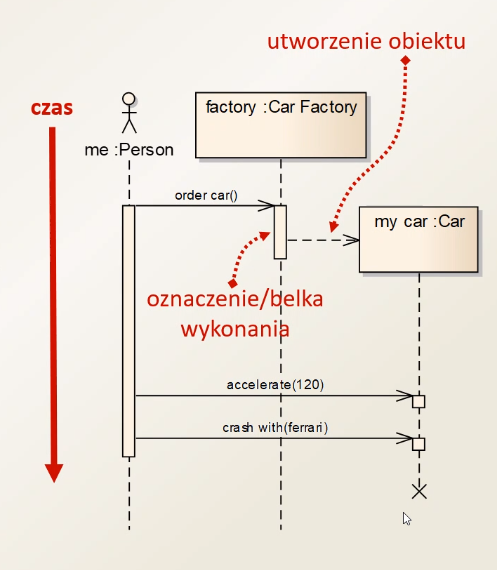 utworzenie obiektu
czas
factory :Car Factory
me :Person
order car()
my car :Car
oznaczenie/belka
wykonania
accelerate(120)
crash with(ferrari)